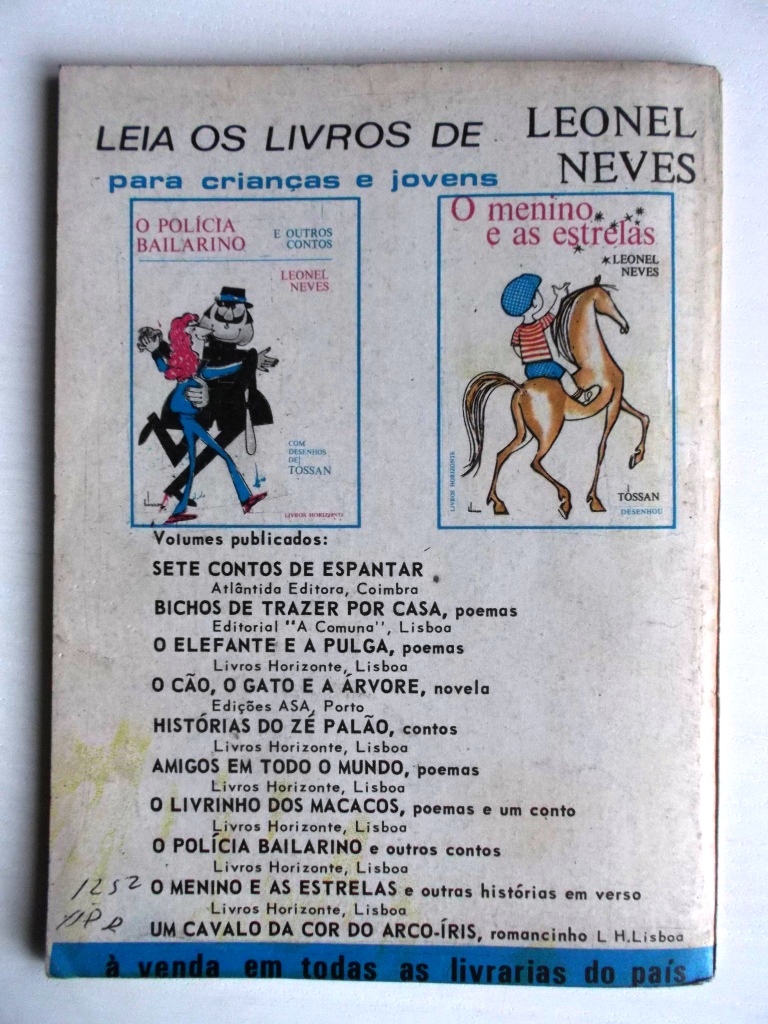 LEIA OS LIVROS DE LEONEL NEVES
para crianças e jovens
O POLÍCIA BAILARINO
E OUTROS CONTOS
LEONEL NEVES
COM
DESENHOS
DE
TÓSSAN
LIVROS HORIZONTE
O menino
e as estrelas
LEONEL
NEVES
LIVROS HORIZONTE
TÓSSAN
DESENHOU
Volumes publicados:
SETE CONTOS DE ESPANTAR
Atlântida Editora, Coimbra
BICHOS DE TRAZER POR CASA, poemas
Editorial "A Comuna", Lisboa
O ELEFANTE E A PULGA, poemas
Livros Horizonte, Lisboa
O CÃO, O GATO E A ÁRVORE, novela
Edições ASA, Porto
HISTÓRIAS DO ZÉ PALÃO, contos
Livros Horizonte, Lisboa
AMIGOS EM TODO O MUNDO, poemas
Livros Horizonte, Lisboa
O LIVRINHO DOS MACACOS, poemas e um conto
Livros Horizonte, Lisboa
O POLÍCIA BAILARINO e outros contos
Livros Horizonte, Lisboa
1252
O MENINO E AS ESTRELAS e outras histórias em verso
Livros Horizonte, Lisboa
UM CAVALO DA COR DO ARCO-ÍRIS, romancinho L H.Lisboa
à venda em todas as livrarias do país